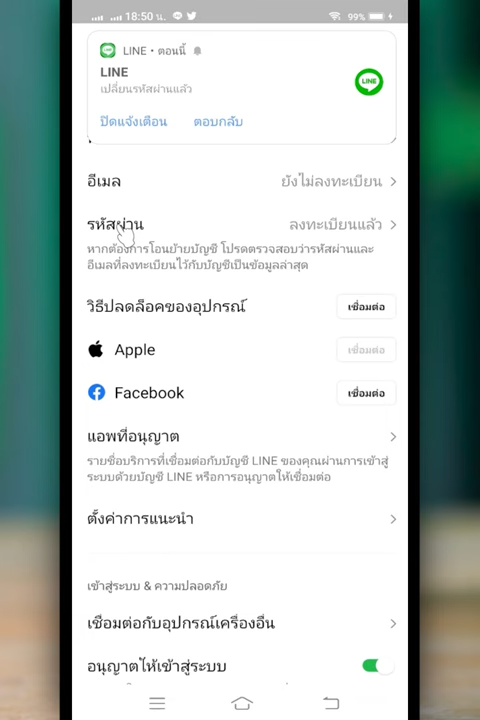 18:50 น. 99%
LINE • ตอนนี้
LINE
LINE
เปลี่ยนรหัสผ่านแล้ว
ปิดแจ้งเตือน ตอบกลับ
อีเมล ยังไม่ลงทะเบียน
รหัสผ่าน ลงทะเบียนแล้ว
หากต้องการโอนย้ายบัญชี โปรดตรวจสอบว่ารหัสผ่านและ
อีเมลที่ลงทะเบียนไว้กับบัญชีเป็นข้อมูลล่าสุด
วิธีปลดล็อคของอุปกรณ์ เชื่อมต่อ
Apple เชื่อมต่อ
Facebook เชื่อมต่อ
แอพที่อนุญาต
รายชื่อบริการที่เชื่อมต่อกับบัญชี LINE ของคุณผ่านการเข้าสู่
ระบบด้วยบัญชี LINE หรือการอนุญาตให้เชื่อมต่อ
ตั้งค่าการแนะนำ
เข้าสู่ระบบ & ความปลอดภัย
เชื่อมต่อกับอุปกรณ์เครื่องอื่น
อนุญาตให้เข้าสู่ระบบ